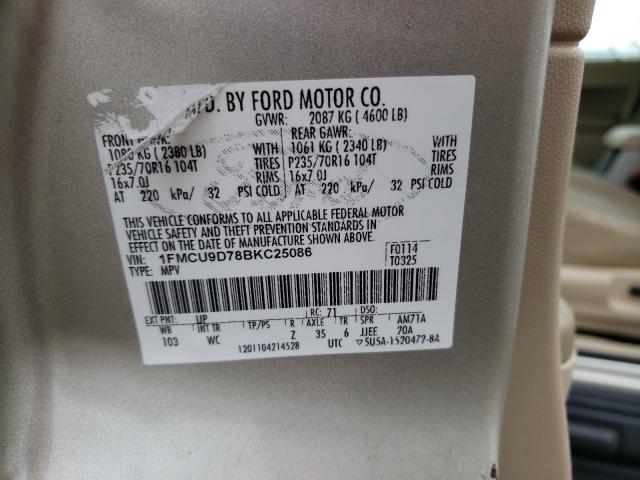 BY FORD MOTOR CO.
GVWR: 2087 KG ( 4600 LB)
FRONT REAR GAWR:
KG ( 2380 LB) WITH 1061 KG ( 2340 LB) WITH
P235/70R16 104T TIRES P235/70R16 104T TIRES
16x7.0J RIMS 16x7.0J RIMS
AT 220 kPa/ 32 PSI COLD AT 220 kPa/ 32 PSI COLD
THIS VEHICLE CONFORMS TO ALL APPLICABLE FEDERAL MOTOR
VEHICLE SAFETY AND THEFT PREVENTION STANDARDS IN
EFFECT ON THE DATE OF MANUFACTURE SHOWN ABOVE.
VIN: 1FMCU9D78BKC25086 F0114
TYPE: MPV T0325
EXT PNT: UP RC: 71 DSO:
WB INT TR TP/PS R AXLE TR SPR AM71A
103 WC Z 35 6 JJEE 20A
1201104214528 UTC ▽5U5A-1520472-BA